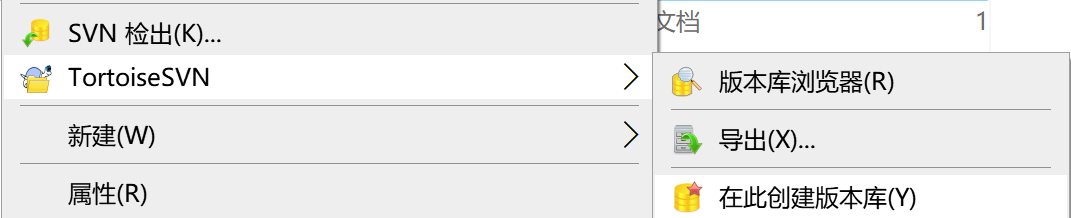 文档
1
SVN 检出(K)...
TortoiseSVN
新建(W)
属性(R)
版本库浏览器(R)
导出(X)...
在此创建版本库(Y)